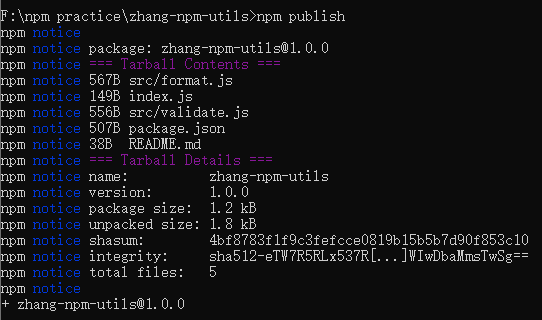 F:\npm practice\zhang-npm-utils>npm publish
npm notice
npm notice package: zhang-npm-utils@1.0.0
npm notice === Tarball Contents ===
npm notice 567B src/format.js
npm notice 149B index.js
npm notice 556B src/validate.js
npm notice 507B package.json
npm notice 38B  README.md
npm notice === Tarball Details ===
npm notice name:          zhang-npm-utils
npm notice version:       1.0.0
npm notice package size:  1.2 kB
npm notice unpacked size: 1.8 kB
npm notice shasum:        4bf8783f1f9c3fefcce0819b15b5b7d90f853c10
npm notice integrity:     sha512-eTW7R5RLx537R[...]WIwDbaMmsTwSg==
npm notice total files:   5
npm notice
+ zhang-npm-utils@1.0.0